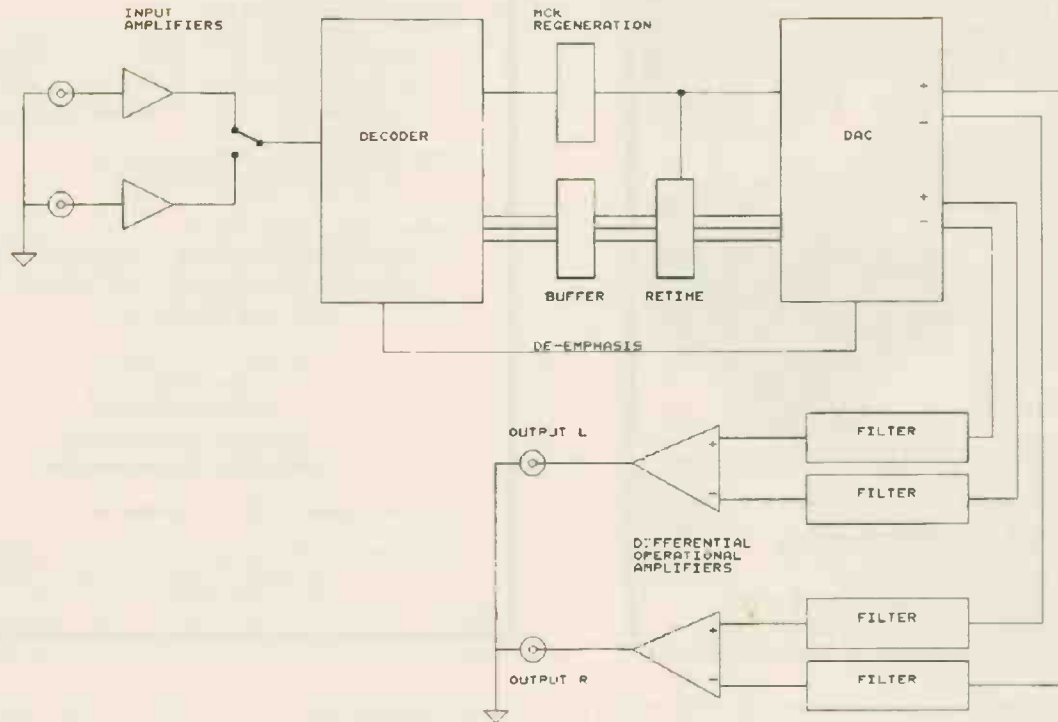 INPUT
AMPLIFIERS
MCK
REGENERATION
DECODER
DAC
+
−
+
−
BUFFER
RETIME
DE-EMPHASIS
OUTPUT L
FILTER
+
FILTER
−
DIFFERENTIAL
OPERATIONAL
AMPLIFIERS
FILTER
+
OUTPUT R
−
FILTER